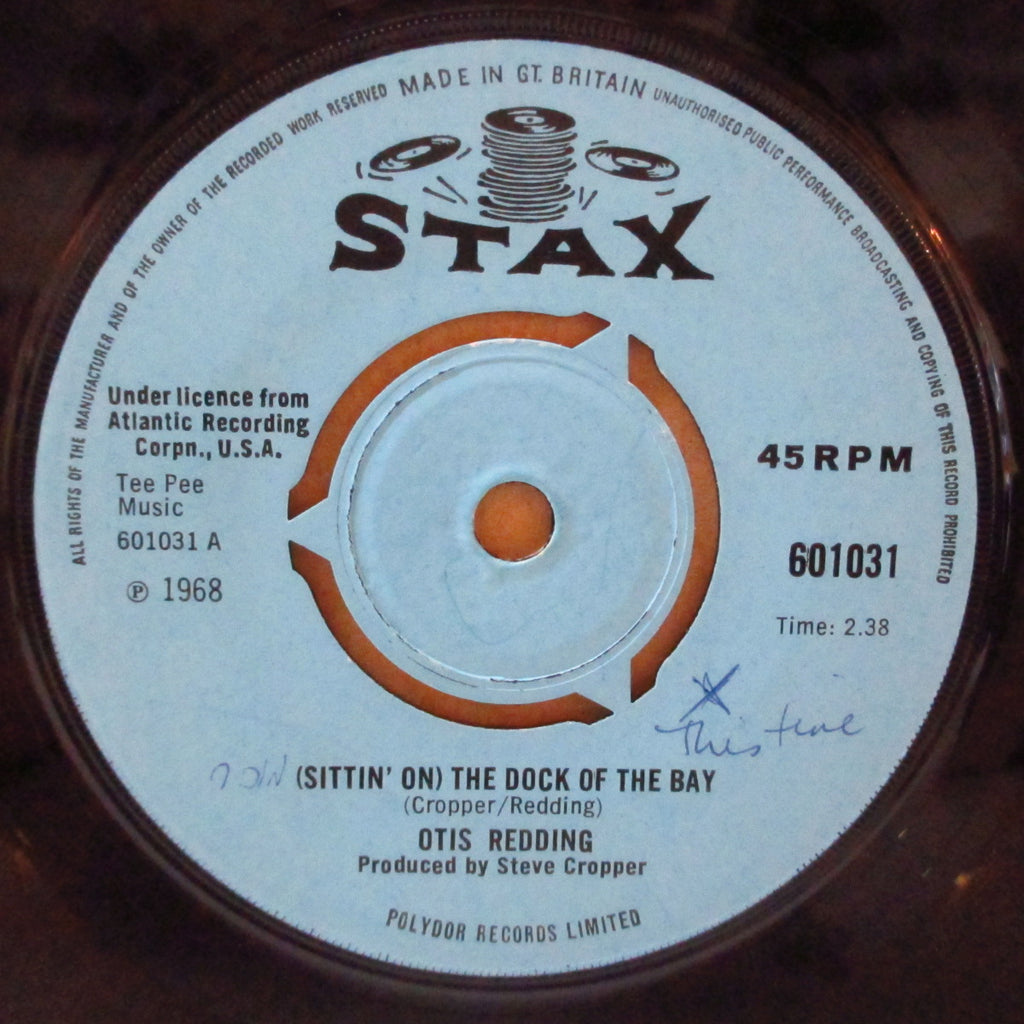 ALL RIGHTS OF THE MANUFACTURER AND OF THE OWNER OF THE RECORDED WORK RESERVED MADE IN GT. BRITAIN UNAUTHORISED PUBLIC PERFORMANCE BROADCASTING AND COPYING OF THIS RECORD PROHIBITED
STAX
Under licence from
Atlantic Recording
Corpn., U.S.A.
Tee Pee
Music
601031 A
℗ 1968
45 RPM
601031
Time: 2.38
X
This time
(SITTIN' ON) THE DOCK OF THE BAY
(Cropper/Redding)
OTIS REDDING
Produced by Steve Cropper
POLYDOR RECORDS LIMITED